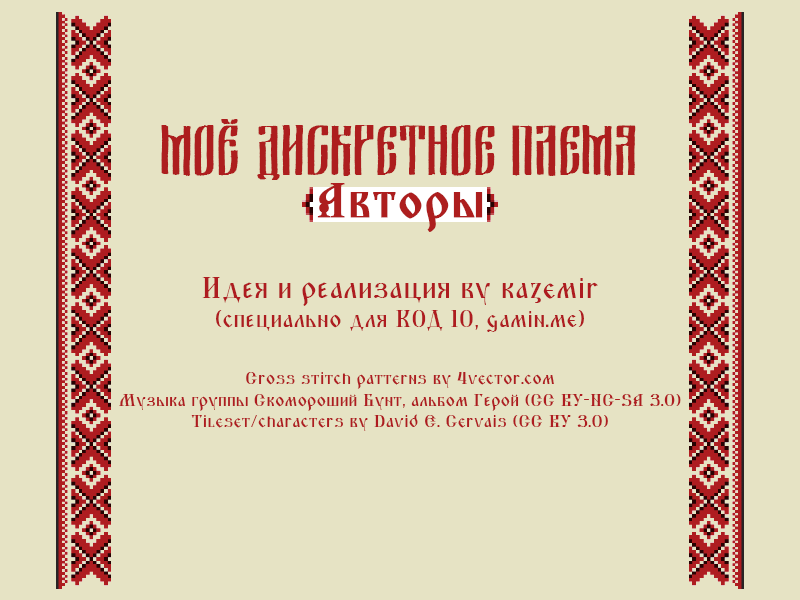 МОЁ ДИСКРЕТНОЕ ПЛЕМЯ
Авторы
Идея и реализация by kazemir
(специально для КОД 10, gamin.me)
Cross stitch patterns by 4vector.com
Музыка группы Скомороший Бунт, альбом Герой (CC BY-NC-SA 3.0)
Tileset/characters by David E. Gervais (CC BY 3.0)